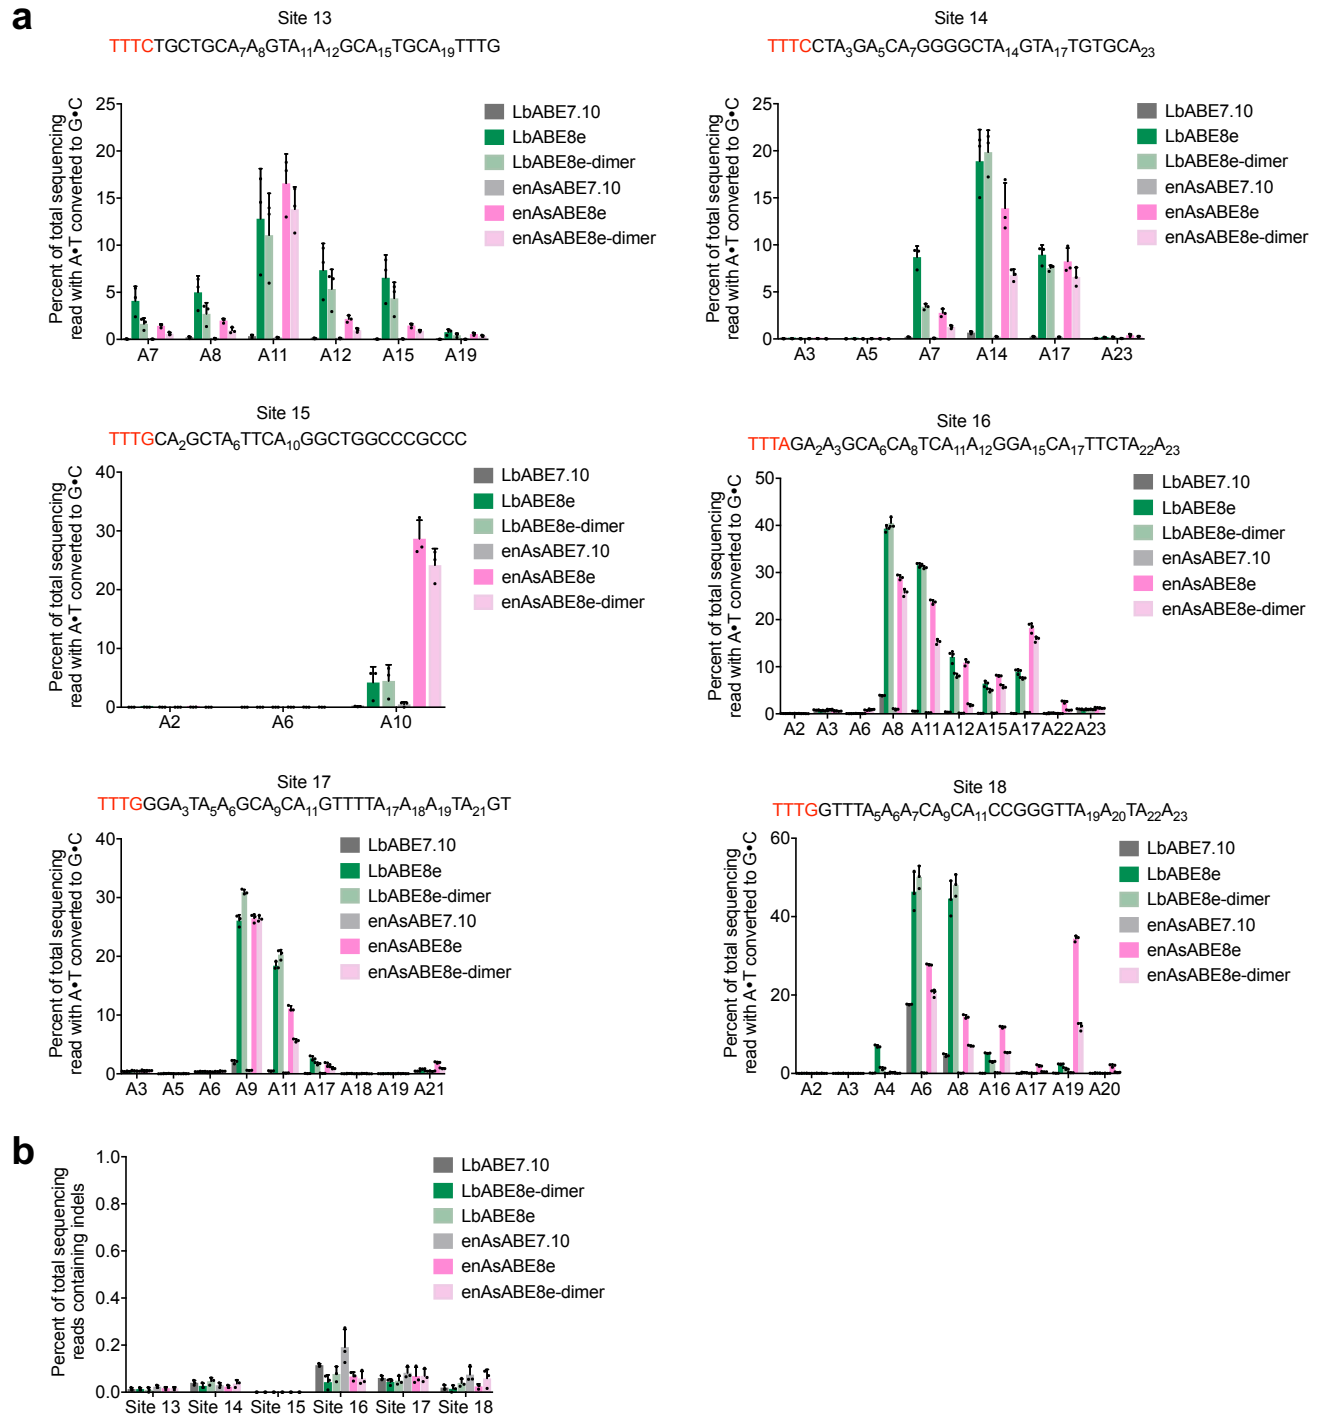 a
Site 13
TTTCTGCTGCA7A8GTA11A12GCA15TGCA19TTTG
Percent of total sequencing
read with A•T converted to G•C
25
20
15
10
5
0
A7 A8 A11 A12 A15 A19
LbABE7.10
LbABE8e
LbABE8e-dimer
enAsABE7.10
enAsABE8e
enAsABE8e-dimer
Site 14
TTTCCTA3GA5CA7GGGGCTA14GTA17TGTGCA23
Percent of total sequencing
read with A•T converted to G•C
25
20
15
10
5
0
A3 A5 A7 A14 A17 A23
LbABE7.10
LbABE8e
LbABE8e-dimer
enAsABE7.10
enAsABE8e
enAsABE8e-dimer
Site 15
TTTGCA2GCTA6TTCA10GGCTGGCCCGCCC
Percent of total sequencing
read with A•T converted to G•C
40
30
20
10
0
A2 A6 A10
LbABE7.10
LbABE8e
LbABE8e-dimer
enAsABE7.10
enAsABE8e
enAsABE8e-dimer
Site 16
TTTAGA2A3GCA6CA8TCA11A12GGA15CA17TTCTA22A23
Percent of total sequencing
read with A•T converted to G•C
50
40
30
20
10
0
A2 A3 A6 A8 A11 A12 A15 A17 A22 A23
LbABE7.10
LbABE8e
LbABE8e-dimer
enAsABE7.10
enAsABE8e
enAsABE8e-dimer
Site 17
TTTGGGA3TA5A6GCA9CA11GTTTTA17A18A19TA21GT
Percent of total sequencing
read with A•T converted to G•C
40
30
20
10
0
A3 A5 A6 A9 A11 A17 A18 A19 A21
LbABE7.10
LbABE8e
LbABE8e-dimer
enAsABE7.10
enAsABE8e
enAsABE8e-dimer
Site 18
TTTGGTTTA5A6A7CA9CA11CCGGGTTA19A20TA22A23
Percent of total sequencing
read with A•T converted to G•C
60
40
20
0
A2 A3 A4 A6 A8 A16 A17 A19 A20
LbABE7.10
LbABE8e
LbABE8e-dimer
enAsABE7.10
enAsABE8e
enAsABE8e-dimer
b
Percent of total sequencing
reads containing indels
1.0
0.8
0.6
0.4
0.2
0.0
Site 13 Site 14 Site 15 Site 16 Site 17 Site 18
LbABE7.10
LbABE8e-dimer
LbABE8e
enAsABE7.10
enAsABE8e
enAsABE8e-dimer